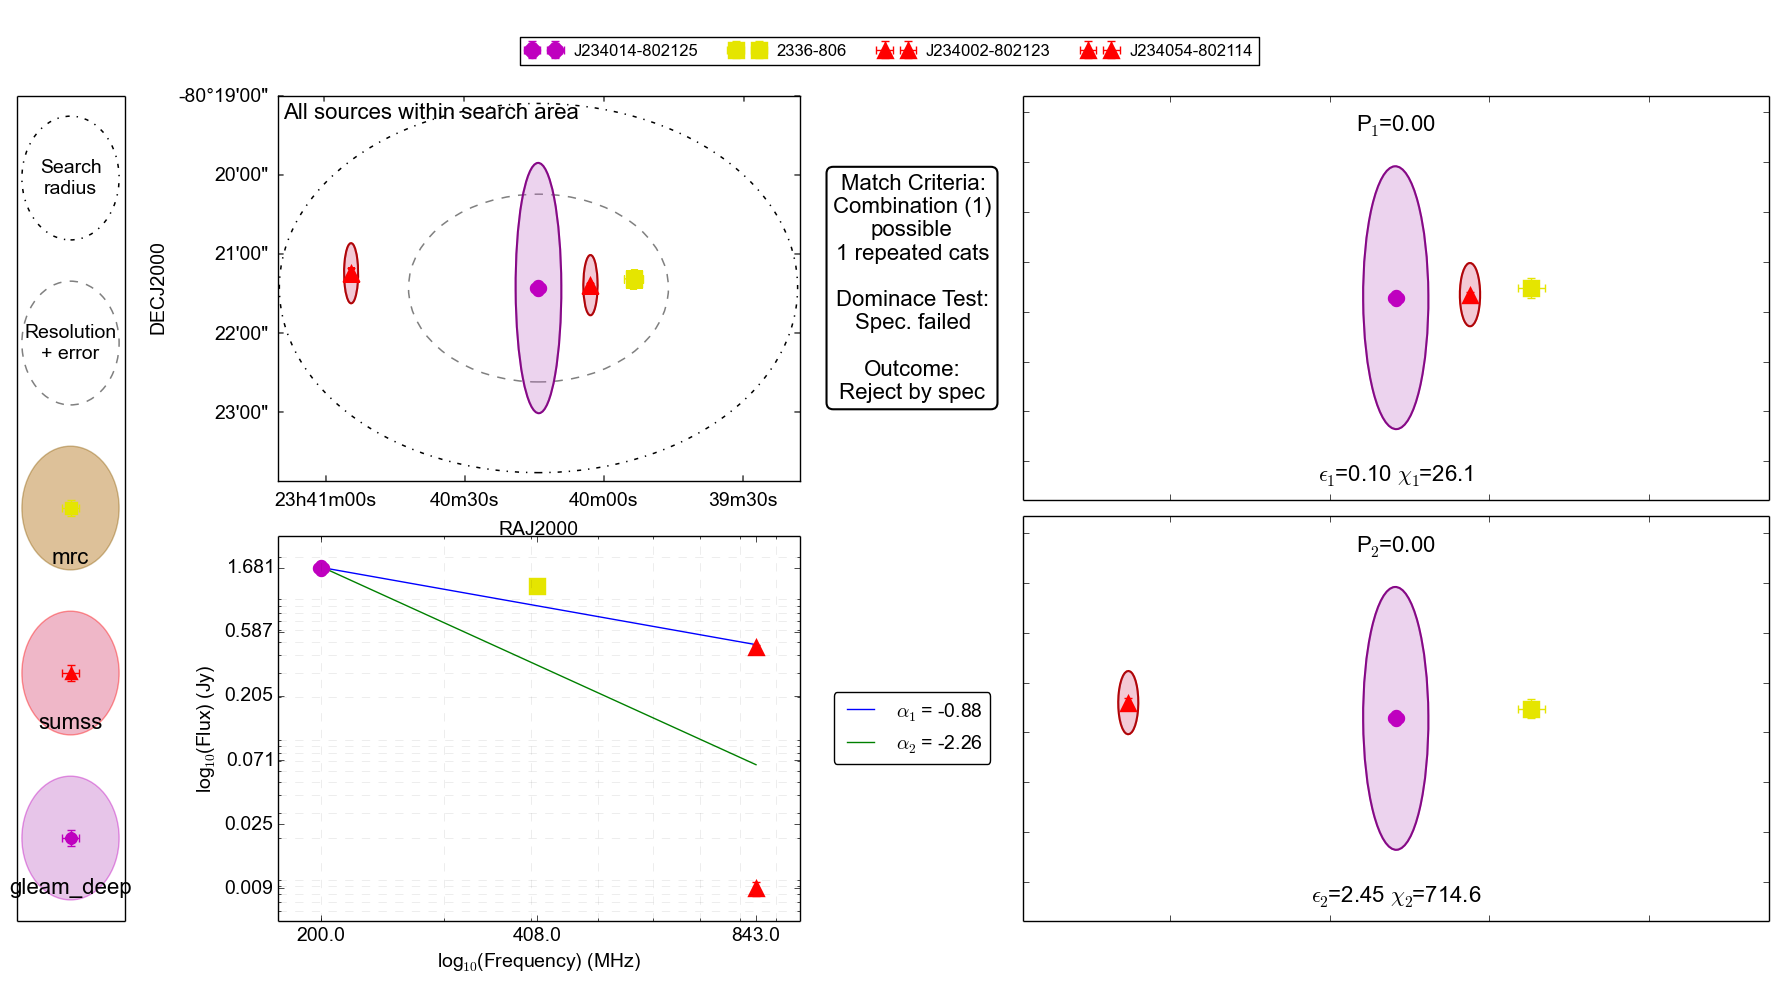 J234014-802125 2336-806 J234002-802123 J234054-802114
Search
radius
Resolution
+ error
mrc
sumss
gleam_deep
All sources within search area
DECJ2000
-80°19'00"
20'00"
21'00"
22'00"
23'00"
23h41m00s 40m30s 40m00s 39m30s
RAJ2000
log10(Flux) (Jy)
1.681
0.587
0.205
0.071
0.025
0.009
200.0 408.0 843.0
log10(Frequency) (MHz)
Match Criteria:
Combination (1)
possible
1 repeated cats
Dominace Test:
Spec. failed
Outcome:
Reject by spec
α1 = -0.88
α2 = -2.26
P1=0.00
ϵ1=0.10 χ1=26.1
P2=0.00
ϵ2=2.45 χ2=714.6